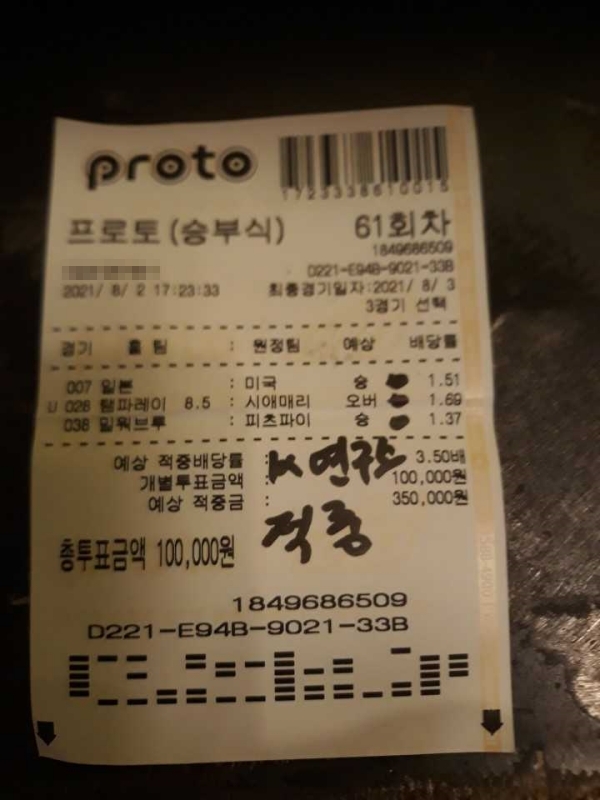 proto
1723338610015
프로토 (승부식) 61회차
1849686509
D221-E94B-9021-33B
2021/ 8/ 2 17:23:33 최종경기일자:2021/ 8/ 3
3경기 선택
경기 홈 팀 : 원정팀 예상 배당률
007 일본 : 미국 승 1.51
U 026 탬파레이 8.5 : 시애매리 오버 1.69
038 밀워브루 : 피츠파이 승 1.37
예상 적중배당률 : 3.50배
개별투표금액 : 100,000원
예상 적중금 : 350,000원
K 연구소
적중
총투표금액 100,000원
1849686509
D221-E94B-9021-33B